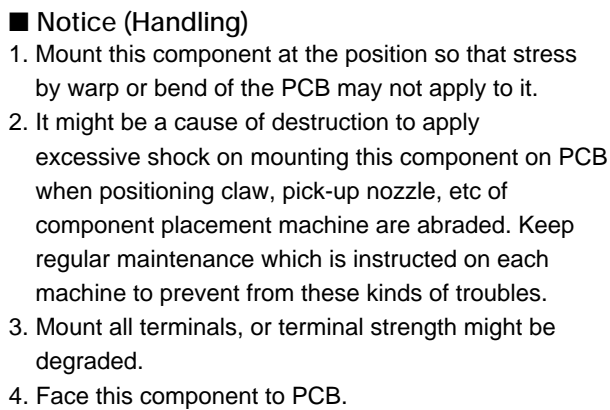 ■ Notice (Handling)
1. Mount this component at the position so that stress
by warp or bend of the PCB may not apply to it.
2. It might be a cause of destruction to apply
excessive shock on mounting this component on PCB
when positioning claw, pick-up nozzle, etc of
component placement machine are abraded. Keep
regular maintenance which is instructed on each
machine to prevent from these kinds of troubles.
3. Mount all terminals, or terminal strength might be
degraded.
4. Face this component to PCB.